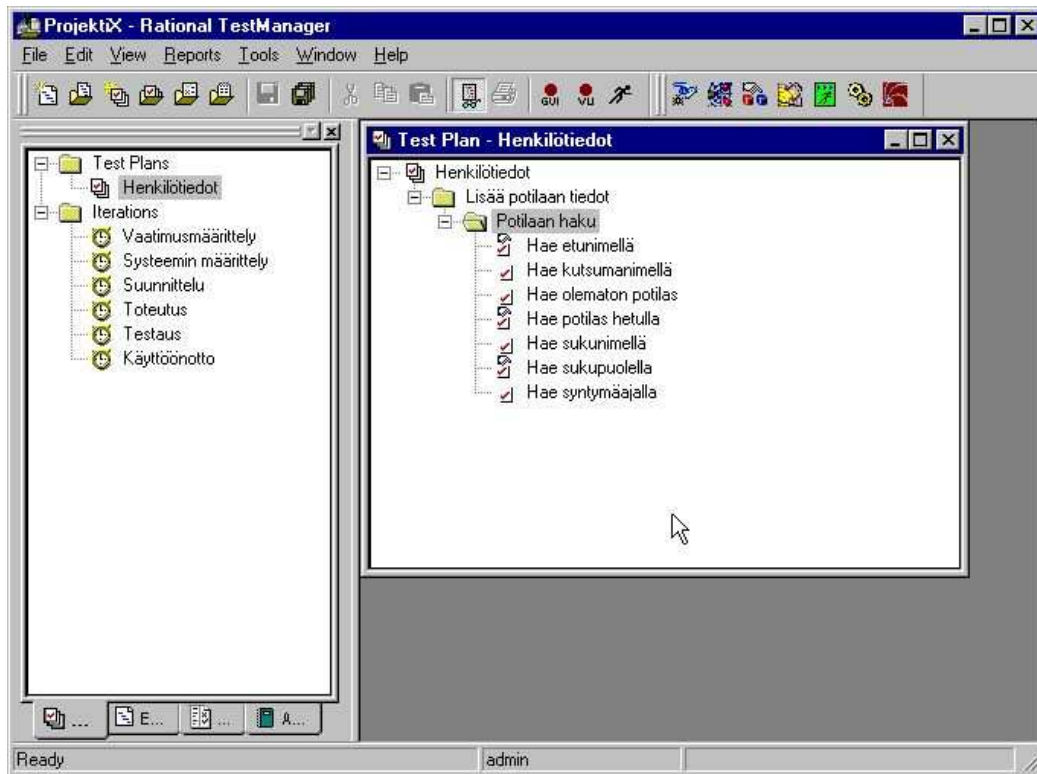 ProjektiX - Rational TestManager
File Edit View Reports Tools Window Help
GUI VU
Test Plans
Henkilötiedot
Iterations
Vaatimusmäärittely
Systeemin määrittely
Suunnittelu
Toteutus
Testaus
Käyttöönotto
... E... ... A...
Test Plan - Henkilötiedot
Henkilötiedot
Lisää potilaan tiedot
Potilaan haku
Hae etunimellä
Hae kutsumanimellä
Hae olematon potilas
Hae potilas hetulla
Hae sukunimellä
Hae sukupuolella
Hae syntymäajalla
Ready admin